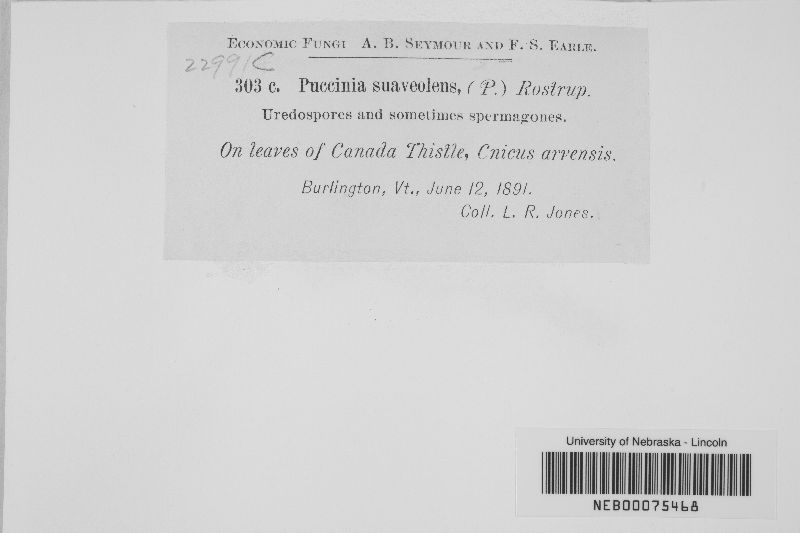 Economic Fungi A. B. Seymour and F. S. Earle.
22991C
303 c. Puccinia suaveolens, (P.) Rostrup.
Uredospores and sometimes spermagones.
On leaves of Canada Thistle, Cnicus arvensis.
Burlington, Vt., June 12, 1891.
Coll. L. R. Jones.
University of Nebraska - Lincoln
NEB00075468